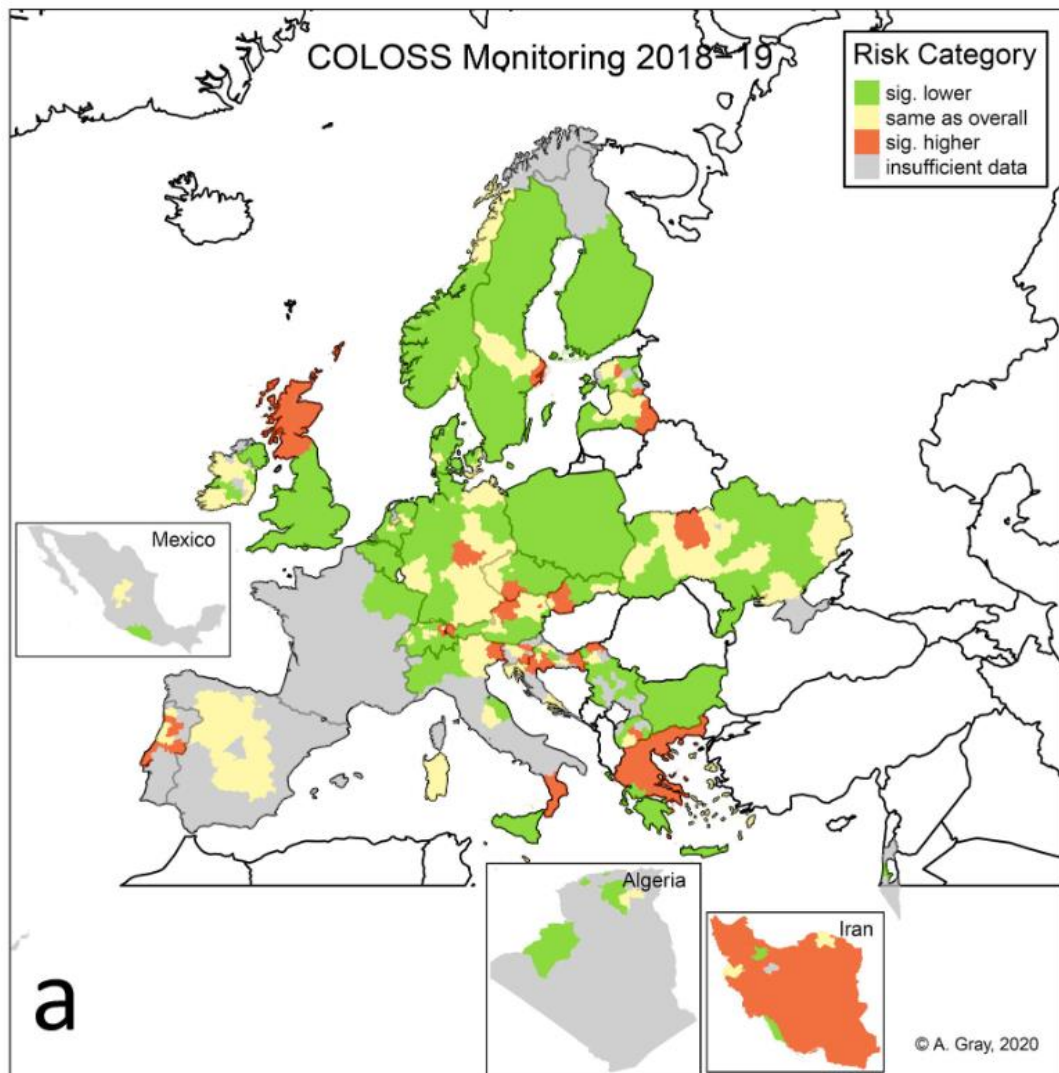 COLOSS Monitoring 2018–19
Risk Category
sig. lower
same as overall
sig. higher
insufficient data
Mexico
Algeria
Iran
a
© A. Gray, 2020